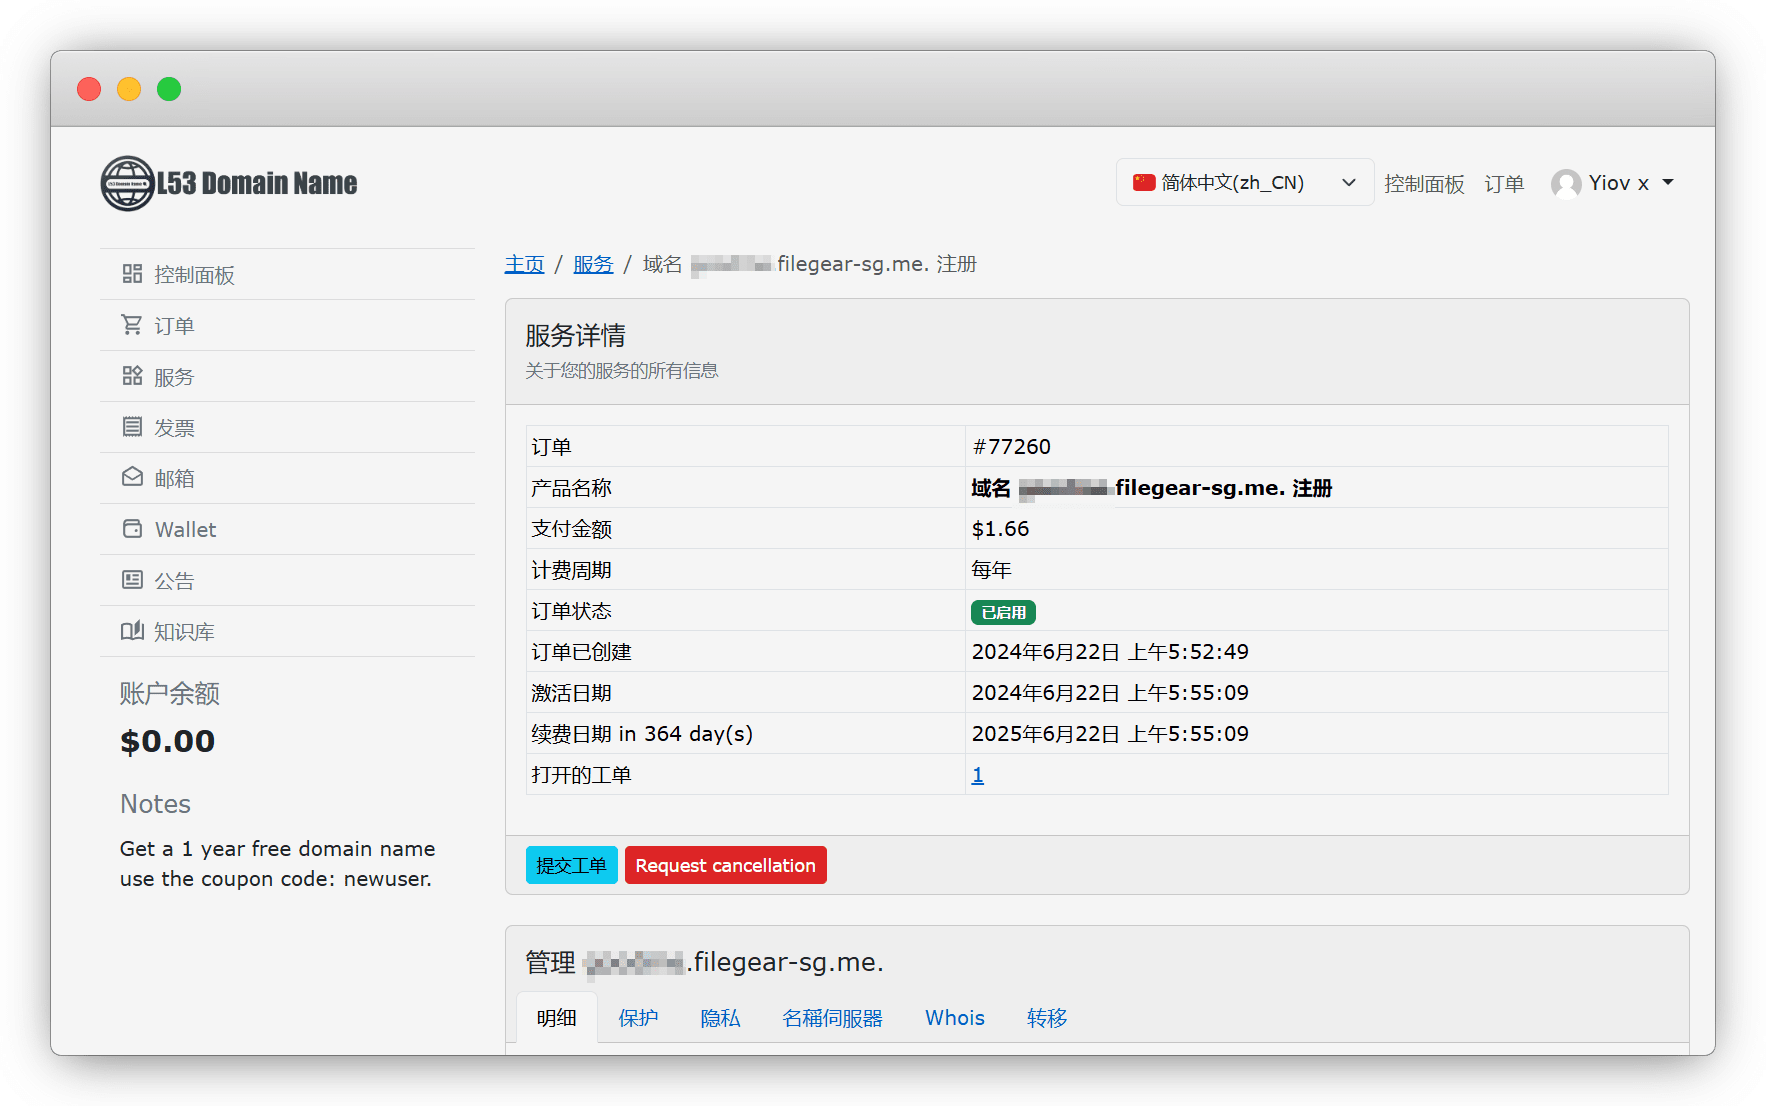 L53 Domain Name
简体中文(zh_CN)
控制面板
订单
Yiov x
控制面板
订单
服务
发票
邮箱
Wallet
公告
知识库
账户余额
$0.00
Notes
Get a 1 year free domain name
use the coupon code: newuser.
主页 / 服务 / 域名 .filegear-sg.me. 注册
服务详情
关于您的服务的所有信息
订单 #77260
产品名称 域名 filegear-sg.me. 注册
支付金额 $1.66
计费周期 每年
订单状态 已启用
订单已创建 2024年6月22日 上午5:52:49
激活日期 2024年6月22日 上午5:55:09
续费日期 in 364 day(s) 2025年6月22日 上午5:55:09
打开的工单 1
提交工单 Request cancellation
管理 .filegear-sg.me.
明细 保护 隐私 名稱伺服器 Whois 转移